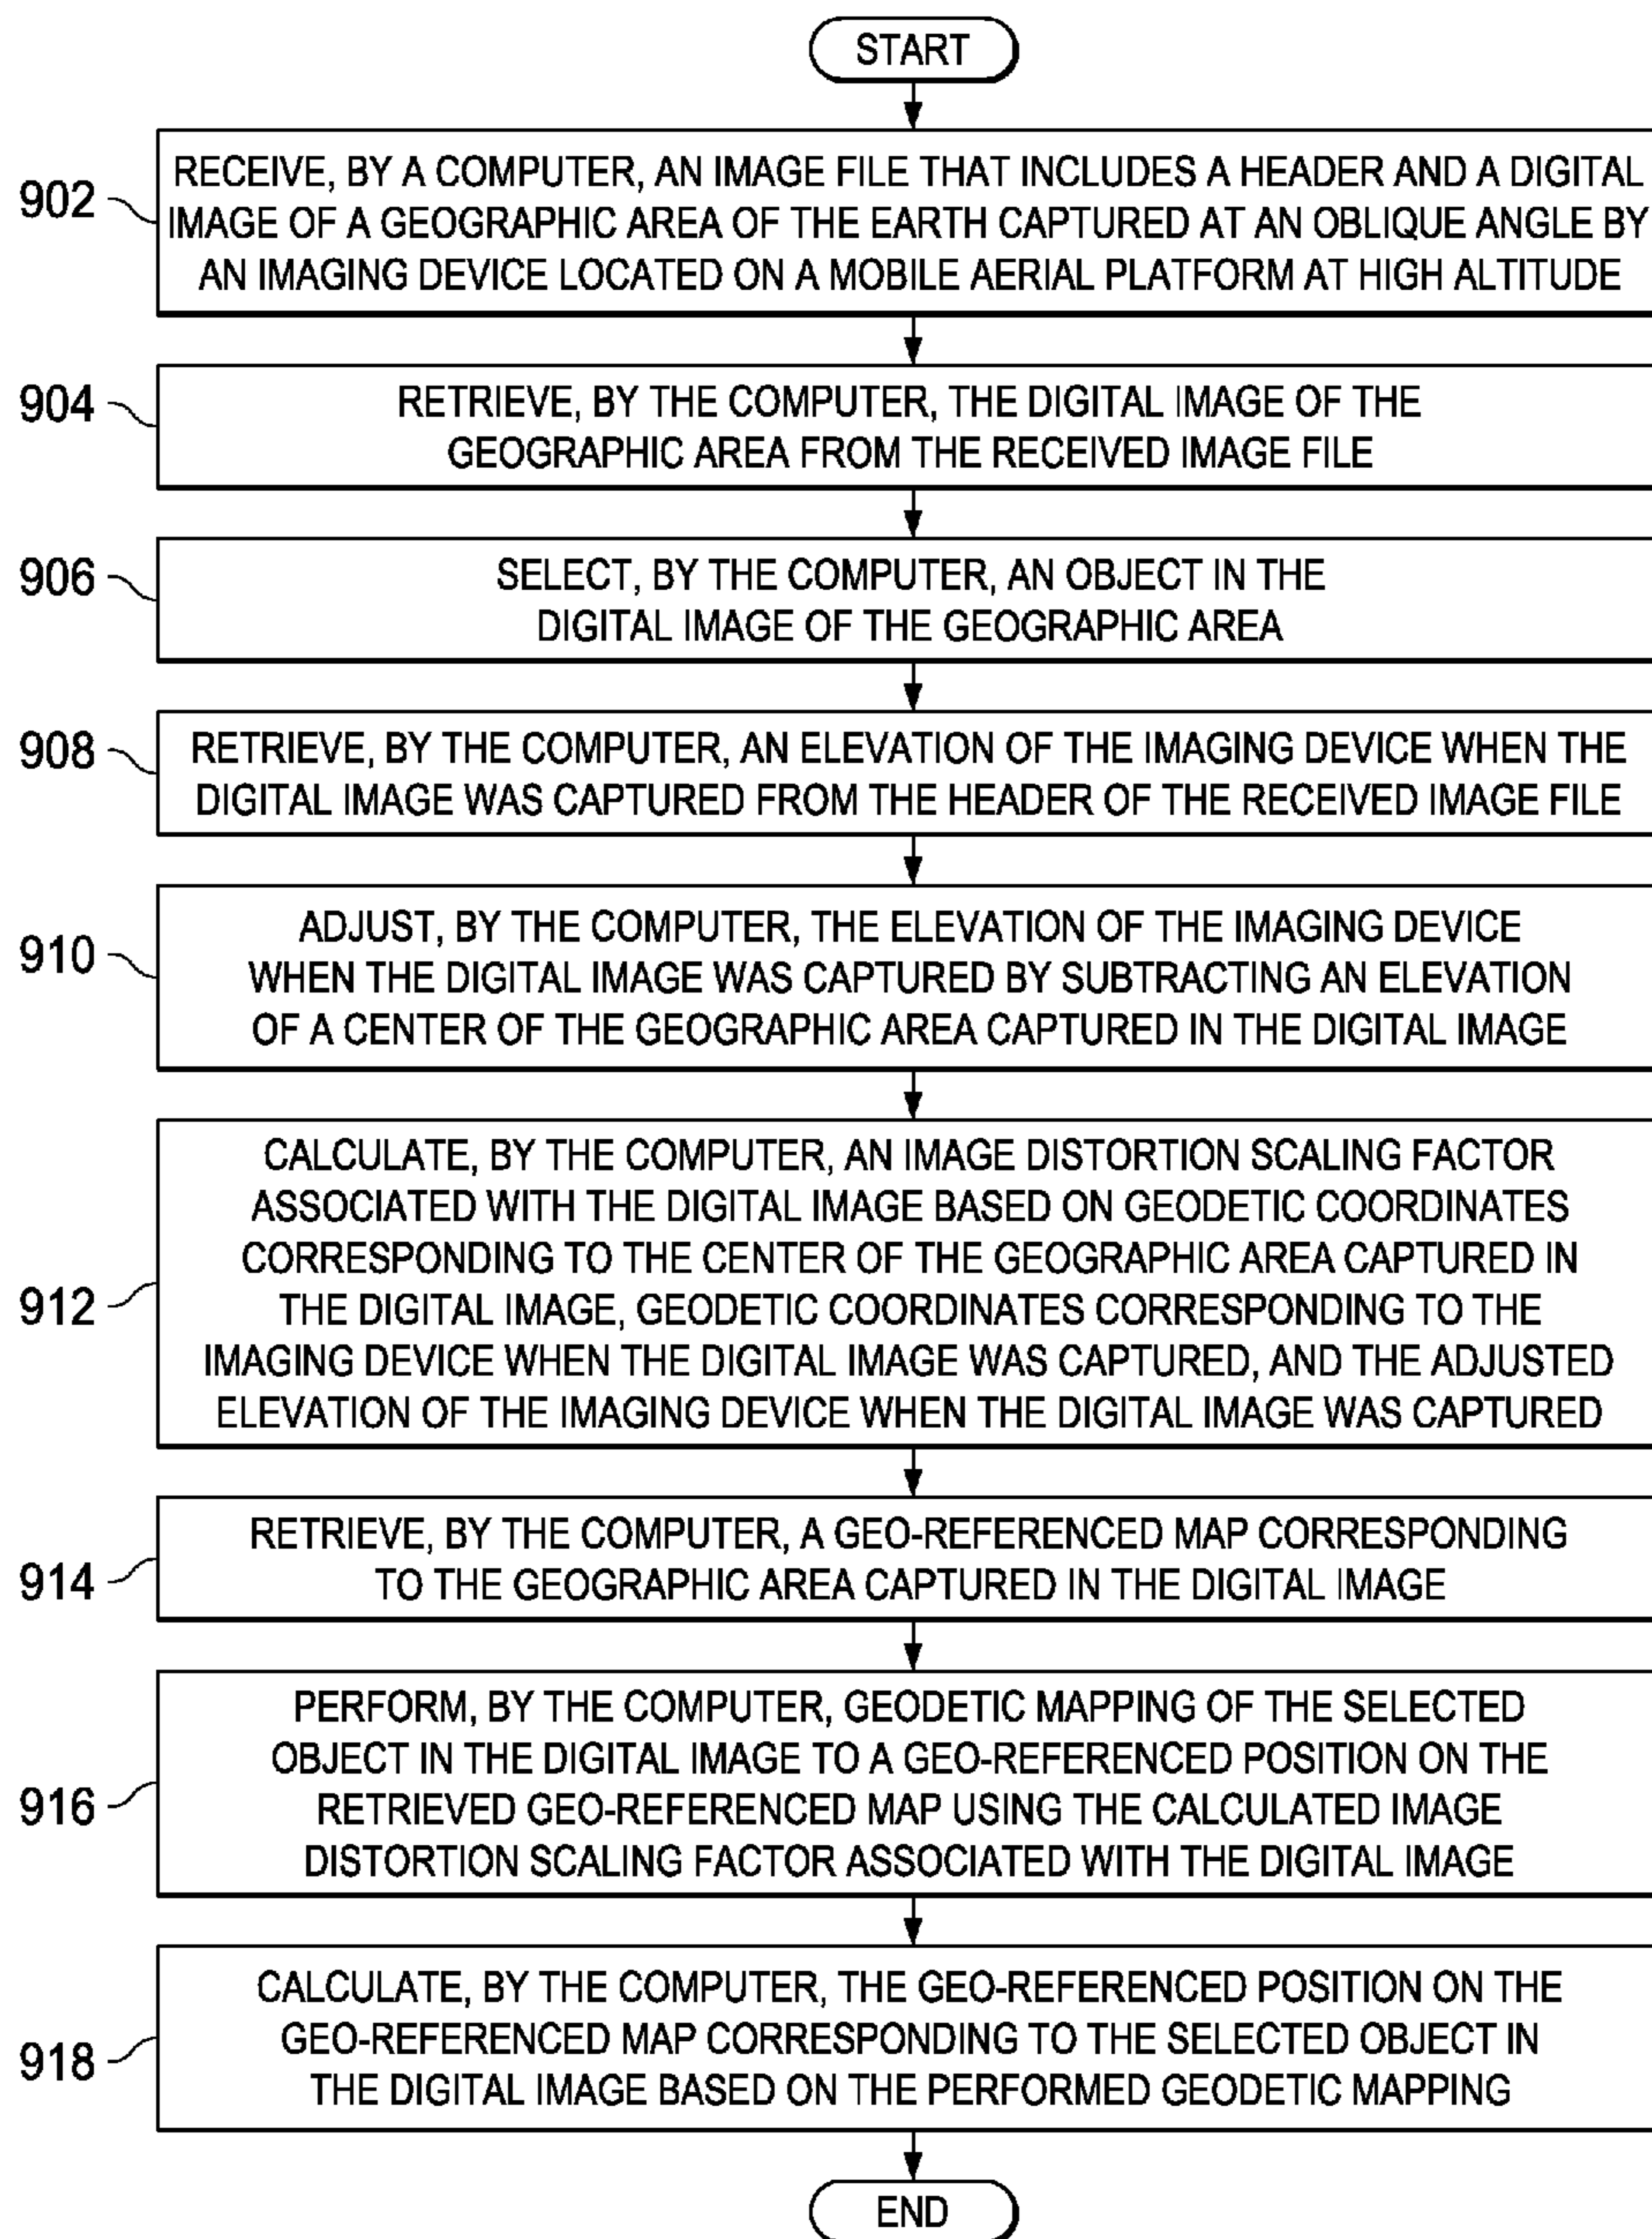 START
902
RECEIVE, BY A COMPUTER, AN IMAGE FILE THAT INCLUDES A HEADER AND A DIGITAL
IMAGE OF A GEOGRAPHIC AREA OF THE EARTH CAPTURED AT AN OBLIQUE ANGLE BY
AN IMAGING DEVICE LOCATED ON A MOBILE AERIAL PLATFORM AT HIGH ALTITUDE
904
RETRIEVE, BY THE COMPUTER, THE DIGITAL IMAGE OF THE
GEOGRAPHIC AREA FROM THE RECEIVED IMAGE FILE
906
SELECT, BY THE COMPUTER, AN OBJECT IN THE
DIGITAL IMAGE OF THE GEOGRAPHIC AREA
908
RETRIEVE, BY THE COMPUTER, AN ELEVATION OF THE IMAGING DEVICE WHEN THE
DIGITAL IMAGE WAS CAPTURED FROM THE HEADER OF THE RECEIVED IMAGE FILE
910
ADJUST, BY THE COMPUTER, THE ELEVATION OF THE IMAGING DEVICE
WHEN THE DIGITAL IMAGE WAS CAPTURED BY SUBTRACTING AN ELEVATION
OF A CENTER OF THE GEOGRAPHIC AREA CAPTURED IN THE DIGITAL IMAGE
912
CALCULATE, BY THE COMPUTER, AN IMAGE DISTORTION SCALING FACTOR
ASSOCIATED WITH THE DIGITAL IMAGE BASED ON GEODETIC COORDINATES
CORRESPONDING TO THE CENTER OF THE GEOGRAPHIC AREA CAPTURED IN
THE DIGITAL IMAGE, GEODETIC COORDINATES CORRESPONDING TO THE
IMAGING DEVICE WHEN THE DIGITAL IMAGE WAS CAPTURED, AND THE ADJUSTED
ELEVATION OF THE IMAGING DEVICE WHEN THE DIGITAL IMAGE WAS CAPTURED
914
RETRIEVE, BY THE COMPUTER, A GEO-REFERENCED MAP CORRESPONDING
TO THE GEOGRAPHIC AREA CAPTURED IN THE DIGITAL IMAGE
916
PERFORM, BY THE COMPUTER, GEODETIC MAPPING OF THE SELECTED
OBJECT IN THE DIGITAL IMAGE TO A GEO-REFERENCED POSITION ON THE
RETRIEVED GEO-REFERENCED MAP USING THE CALCULATED IMAGE
DISTORTION SCALING FACTOR ASSOCIATED WITH THE DIGITAL IMAGE
918
CALCULATE, BY THE COMPUTER, THE GEO-REFERENCED POSITION ON THE
GEO-REFERENCED MAP CORRESPONDING TO THE SELECTED OBJECT IN
THE DIGITAL IMAGE BASED ON THE PERFORMED GEODETIC MAPPING
END